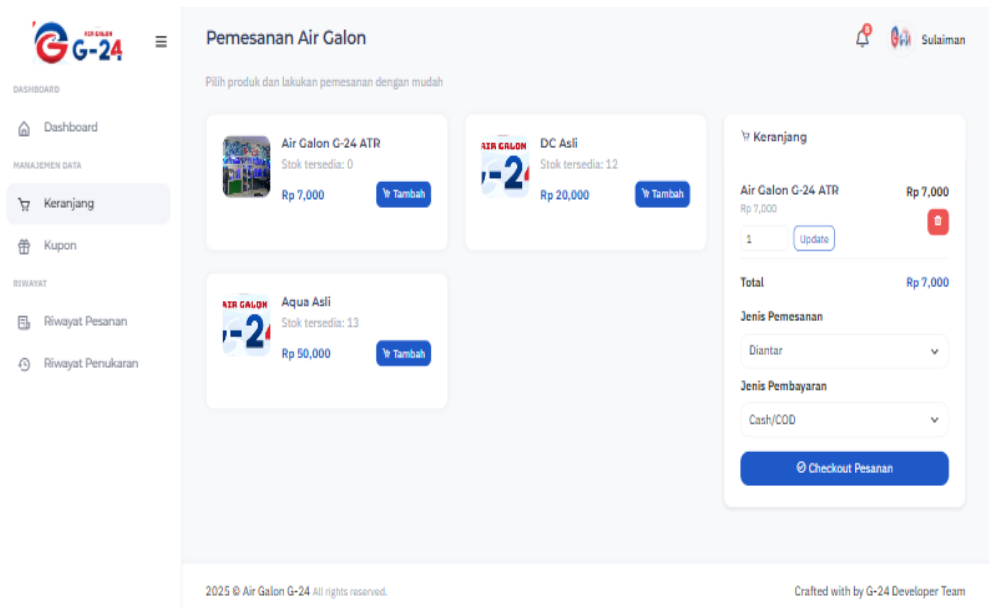 AIR GALON
G-24
DASHBOARD
Dashboard
MANAJEMEN DATA
Keranjang
Kupon
RIWAYAT
Riwayat Pesanan
Riwayat Penukaran
Pemesanan Air Galon
Sulaiman
Pilih produk dan lakukan pemesanan dengan mudah
Air Galon G-24 ATR
Stok tersedia: 0
Rp 7,000
Tambah
AIR GALON
-24
DC Asli
Stok tersedia: 12
Rp 20,000
Tambah
AIR GALON
G-24
Aqua Asli
Stok tersedia: 13
Rp 50,000
Tambah
Keranjang
Air Galon G-24 ATR Rp 7,000
Rp 7,000
1 Update
Total Rp 7,000
Jenis Pemesanan
Diantar
Jenis Pembayaran
Cash/COD
Checkout Pesanan
2025 © Air Galon G-24 All rights reserved.
Crafted with by G-24 Developer Team